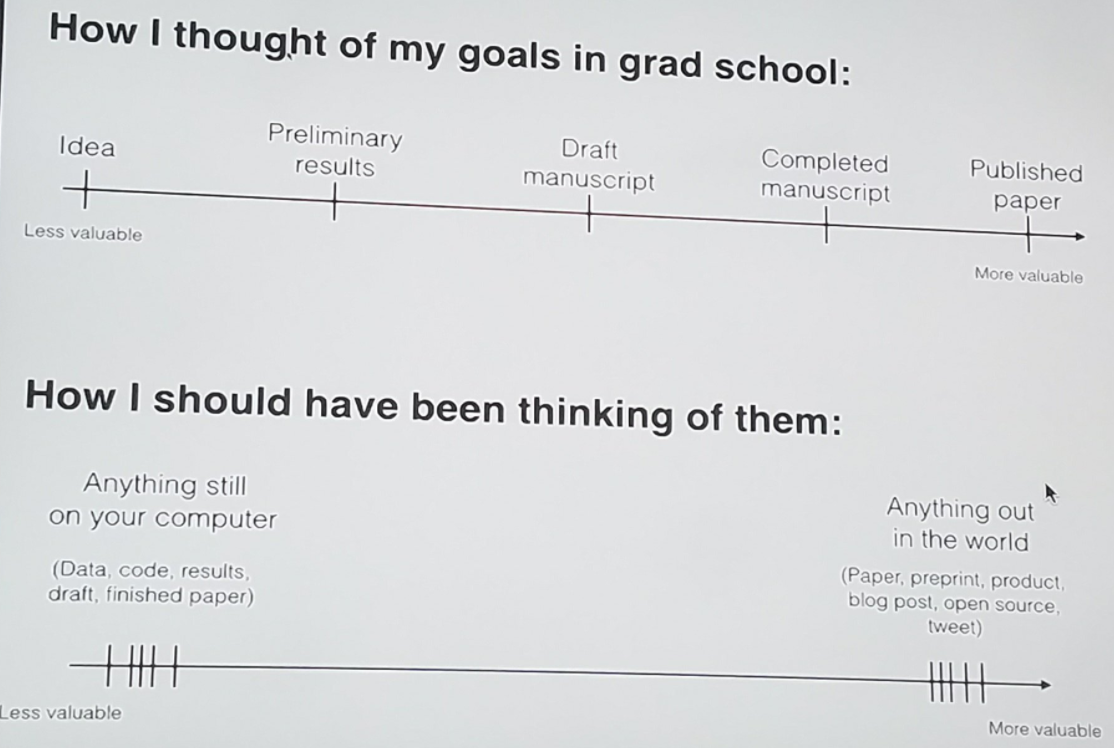 How I thought of my goals in grad school:
Idea
Preliminary
results
Draft
manuscript
Completed
manuscript
Published
paper
Less valuable
More valuable
How I should have been thinking of them:
Anything still
on your computer
(Data, code, results,
draft, finished paper)
Anything out
in the world
(Paper, preprint, product,
blog post, open source,
tweet)
Less valuable
More valuable